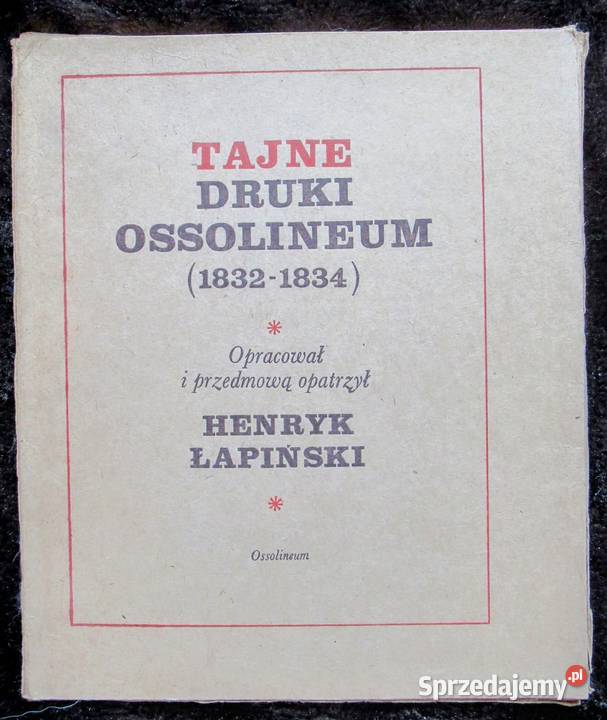 TAJNE
DRUKI
OSSOLINEUM
(1832-1834)
*
Opracował
i przedmową opatrzył
HENRYK
ŁAPIŃSKI
*
Ossolineum
Sprzedajemy.pl